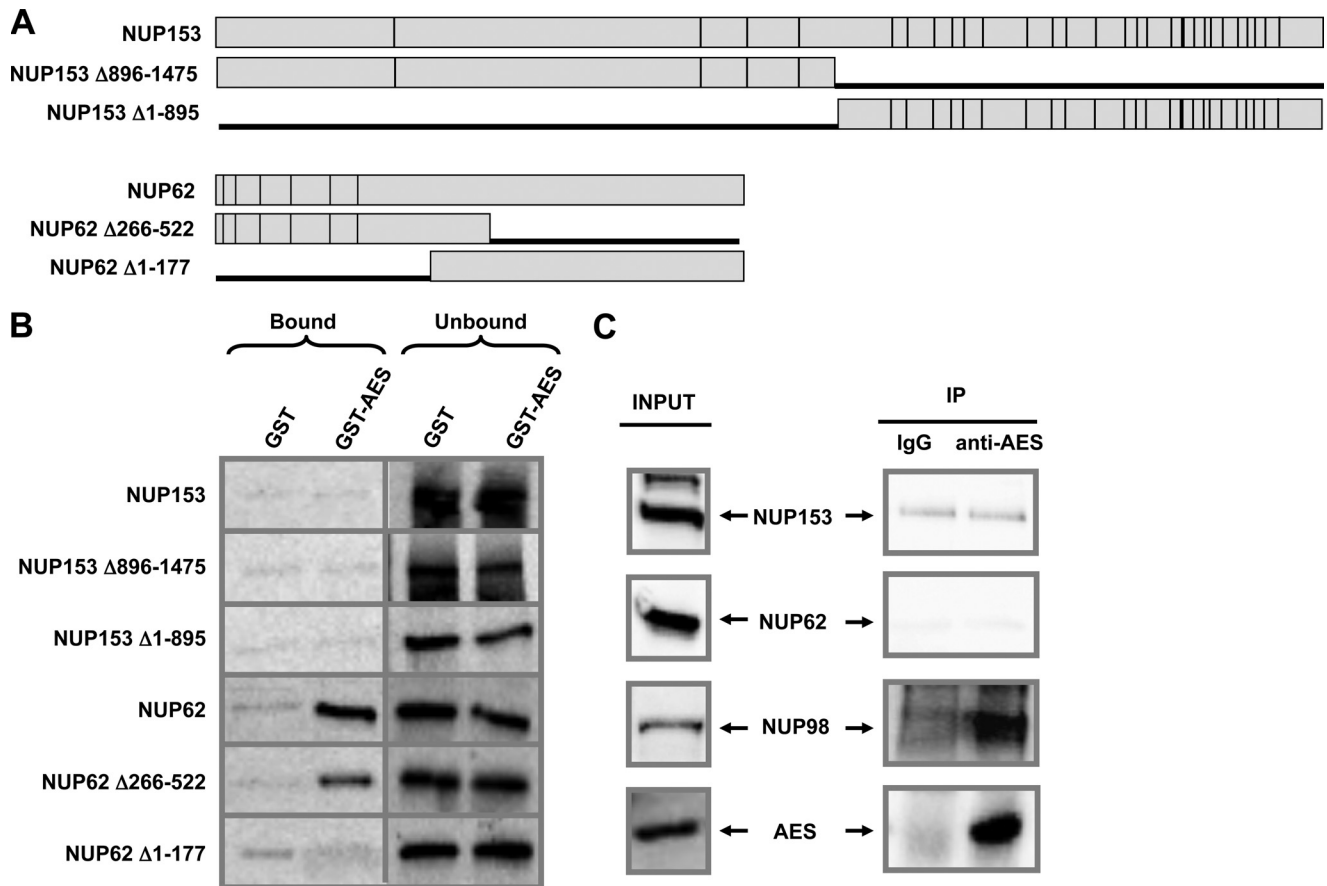 A
NUP153
NUP153 Δ896-1475
NUP153 Δ1-895
NUP62
NUP62 Δ266-522
NUP62 Δ1-177
B
Bound
Unbound
GST
GST-AES
GST
GST-AES
NUP153
NUP153 Δ896-1475
NUP153 Δ1-895
NUP62
NUP62 Δ266-522
NUP62 Δ1-177
C
INPUT
IP
IgG
anti-AES
NUP153
NUP62
NUP98
AES